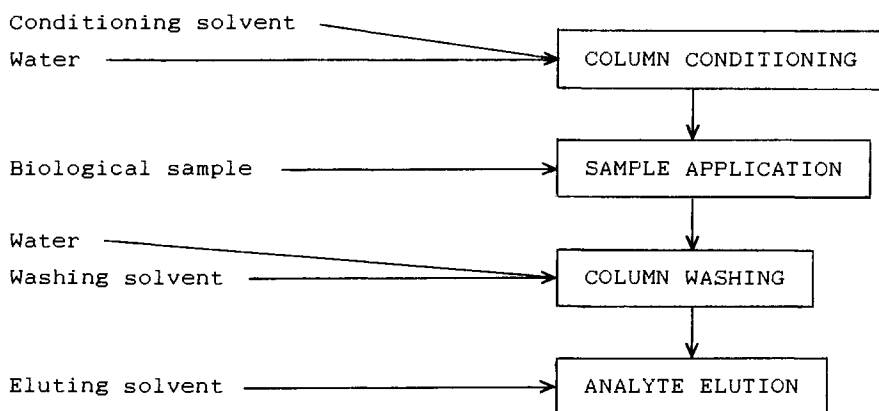 Conditioning solvent
Water
COLUMN CONDITIONING
Biological sample
SAMPLE APPLICATION
Water
Washing solvent
COLUMN WASHING
Eluting solvent
ANALYTE ELUTION